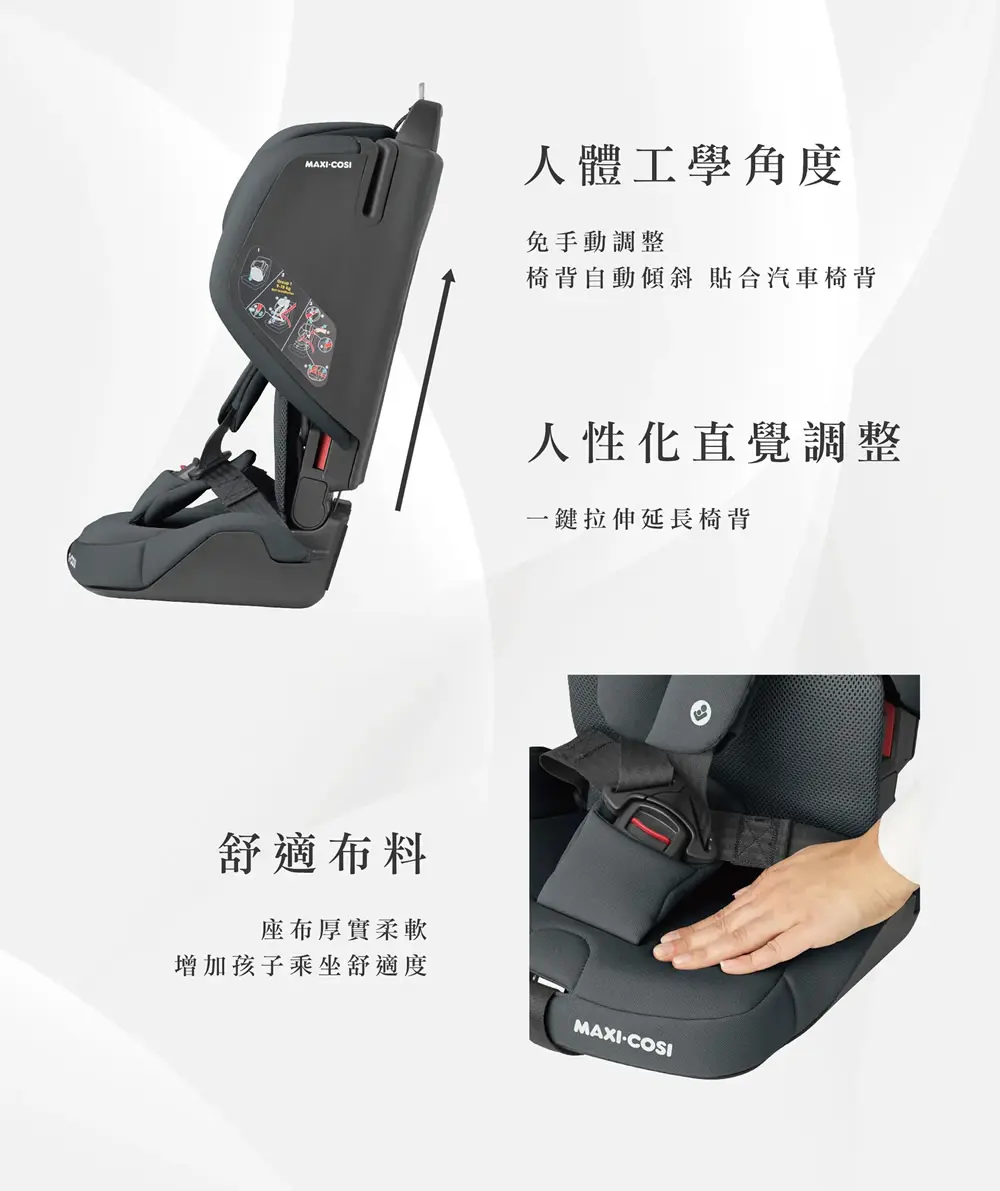 MAXI-COSI
人體工學角度
免手動調整
椅背自動傾斜 貼合汽車椅背
人性化直覺調整
一鍵拉伸延長椅背
舒適布料
座布厚實柔軟
增加孩子乘坐舒適度
MAXI·COSI